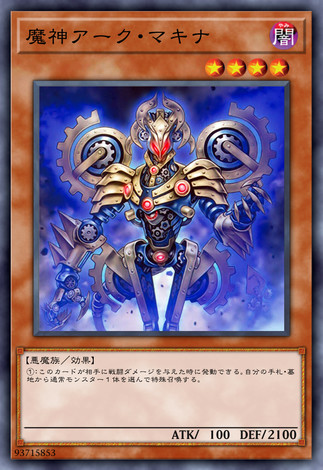 魔神アーク・マキナ
やみ
闇
【悪魔族／効果】
①：このカードが相手に戦闘ダメージを与えた時に発動できる。自分の手札・墓
地から通常モンスター１体を選んで特殊召喚する。
ATK/ 100 DEF/2100
93715853